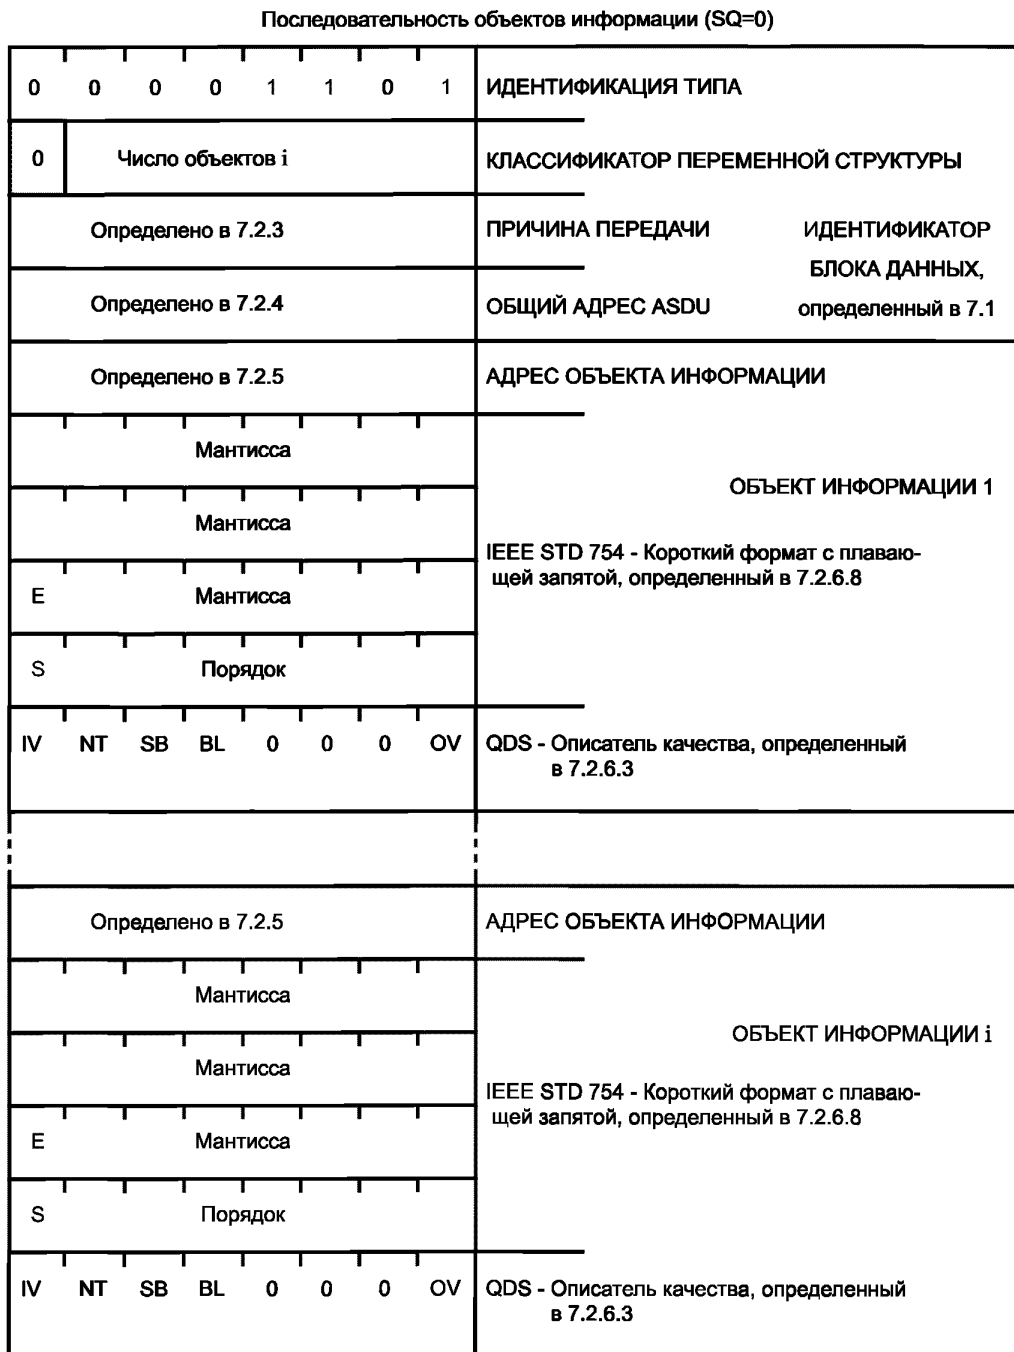 Последовательность объектов информации (SQ=0)
0 0 0 0 1 1 0 1 ИДЕНТИФИКАЦИЯ ТИПА
0 Число объектов i КЛАССИФИКАТОР ПЕРЕМЕННОЙ СТРУКТУРЫ
Определено в 7.2.3 ПРИЧИНА ПЕРЕДАЧИ ИДЕНТИФИКАТОР
БЛОКА ДАННЫХ,
Определено в 7.2.4 ОБЩИЙ АДРЕС ASDU определенный в 7.1
Определено в 7.2.5 АДРЕС ОБЪЕКТА ИНФОРМАЦИИ
Мантисса
ОБЪЕКТ ИНФОРМАЦИИ 1
Мантисса
IEEE STD 754 - Короткий формат с плаваю-
щей запятой, определенный в 7.2.6.8
E Мантисса
S Порядок
IV NT SB BL 0 0 0 OV QDS - Описатель качества, определенный
в 7.2.6.3
Определено в 7.2.5 АДРЕС ОБЪЕКТА ИНФОРМАЦИИ
Мантисса
ОБЪЕКТ ИНФОРМАЦИИ i
Мантисса
IEEE STD 754 - Короткий формат с плаваю-
щей запятой, определенный в 7.2.6.8
E Мантисса
S Порядок
IV NT SB BL 0 0 0 OV QDS - Описатель качества, определенный
в 7.2.6.3